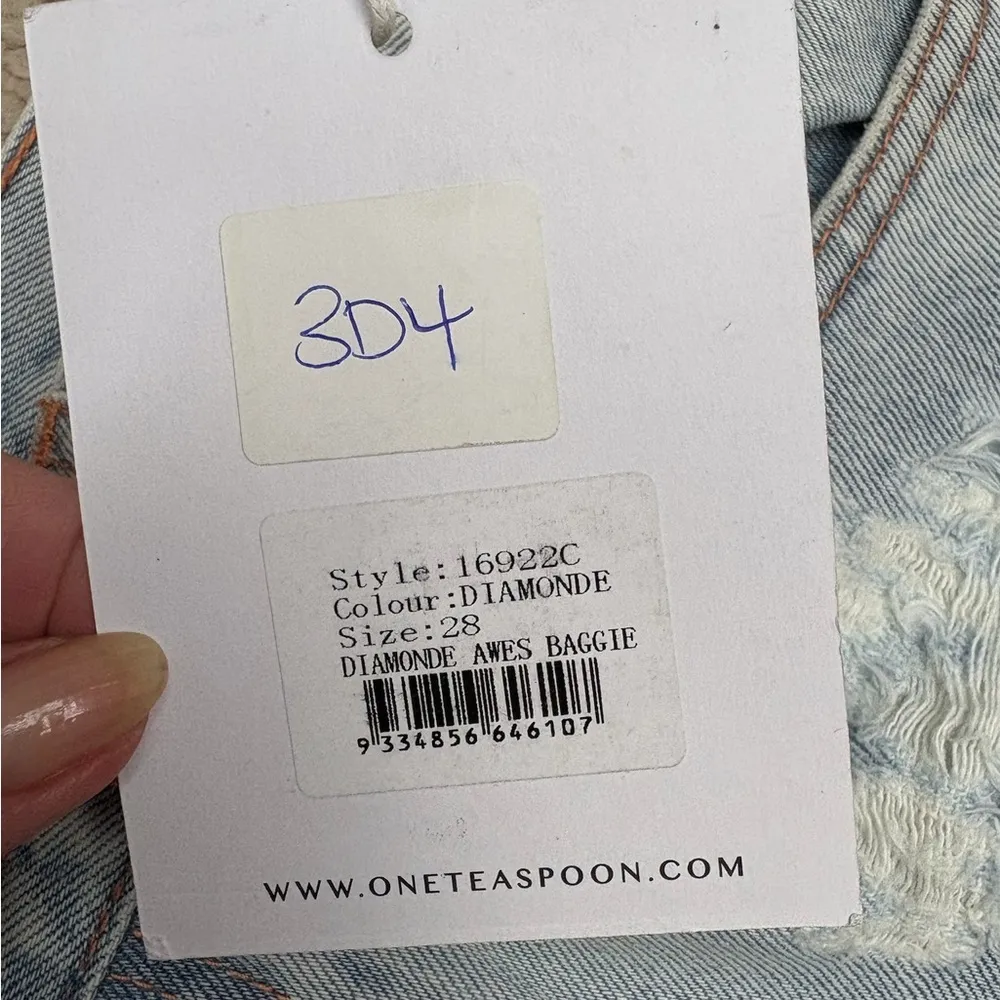 3D4
Style:16922C
Colour:DIAMONDE
Size:28
DIAMONDE AWES BAGGIE
9 334856 646107
WWW.ONETEASPOON.COM